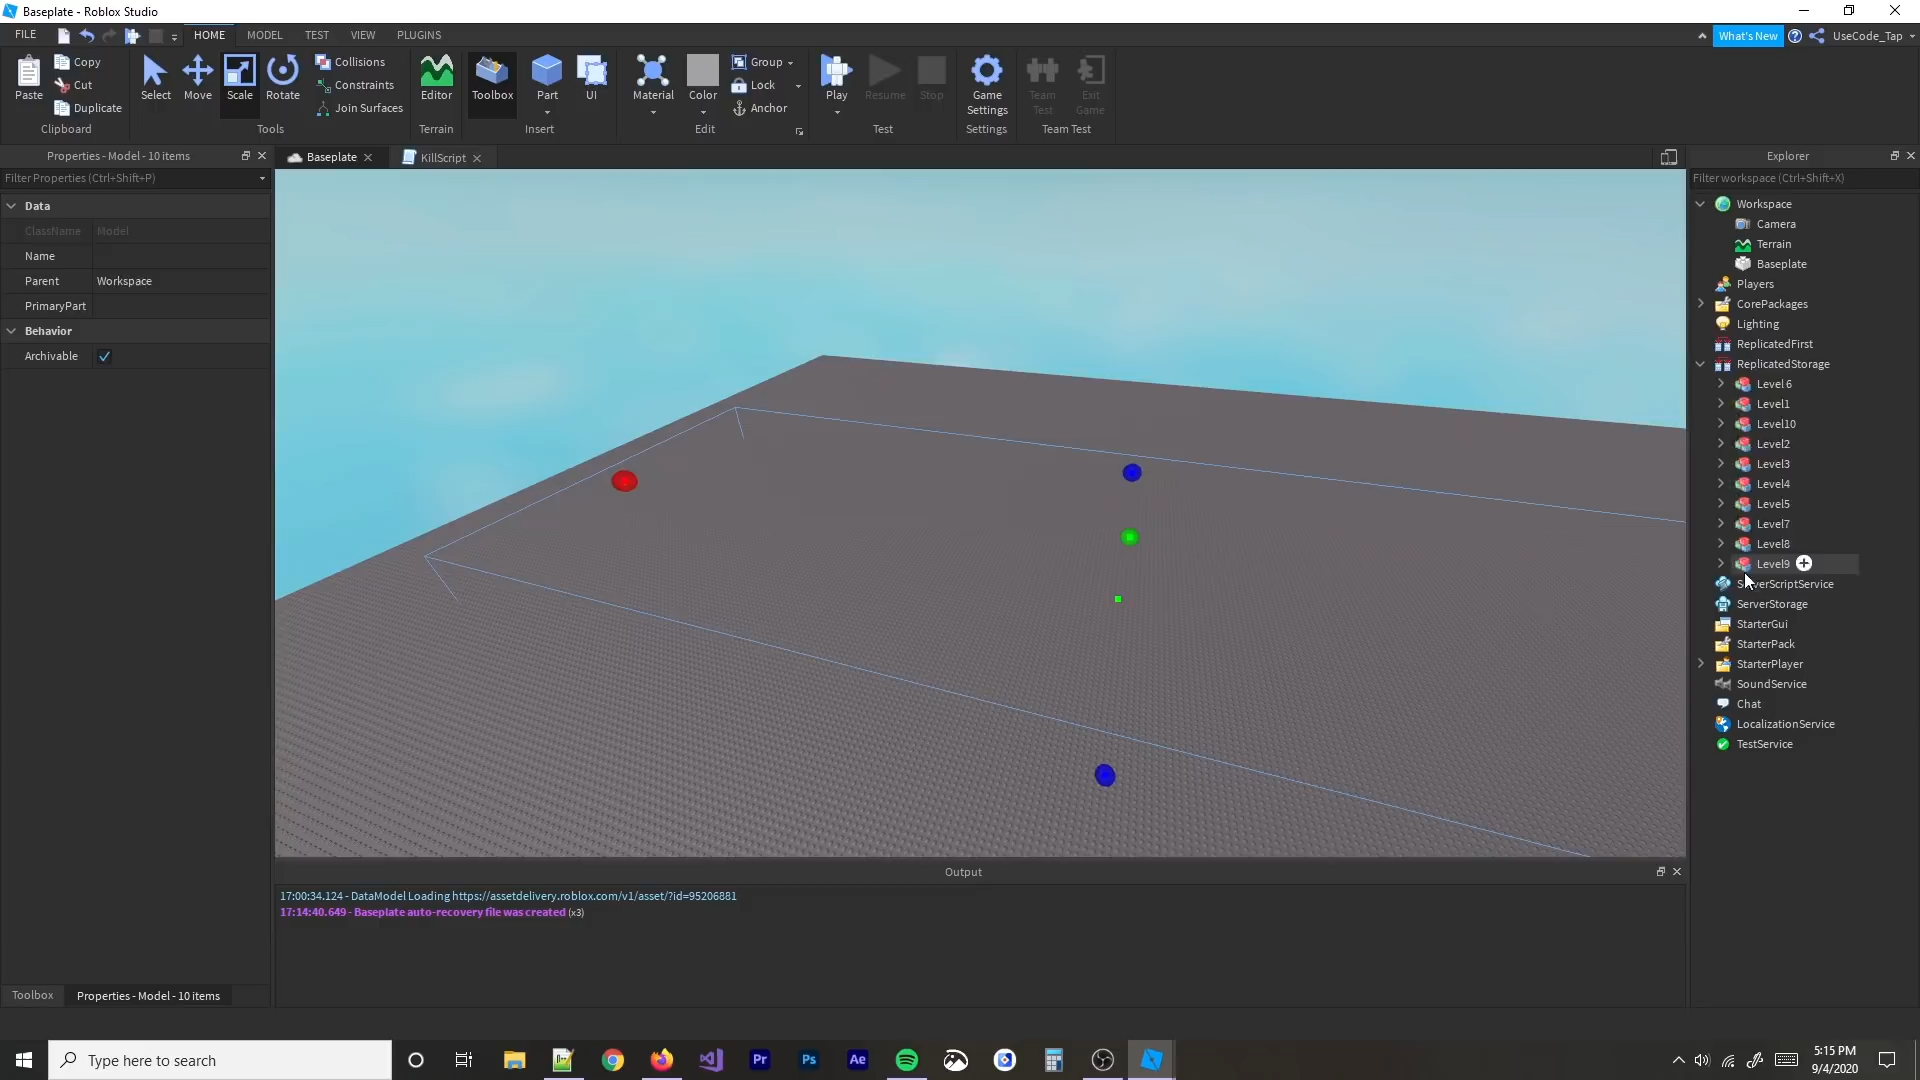 Baseplate - Roblox Studio
FILE HOME MODEL TEST VIEW PLUGINS What's New UseCode_Tap
Paste Copy Cut Duplicate
Clipboard
Select Move Scale Rotate Collisions Constraints Join Surfaces
Tools
Editor
Terrain
Toolbox Part UI
Insert
Material Color Group Lock Anchor
Edit
Play Resume Stop
Test
Game Settings
Settings
Team Test Exit Game
Team Test
Properties - Model - 10 items
Filter Properties (Ctrl+Shift+P)
Data
ClassName Model
Name
Parent Workspace
PrimaryPart
Behavior
Archivable
Toolbox Properties - Model - 10 items
Baseplate KillScript
Output
17:00:34.124 - DataModel Loading https://assetdelivery.roblox.com/v1/asset/?id=95206881
17:14:40.649 - Baseplate auto-recovery file was created (x3)
Explorer
Filter workspace (Ctrl+Shift+X)
Workspace
Camera
Terrain
Baseplate
Players
CorePackages
Lighting
ReplicatedFirst
ReplicatedStorage
Level 6
Level1
Level10
Level2
Level3
Level4
Level5
Level7
Level8
Level9
ServerScriptService
ServerStorage
StarterGui
StarterPack
StarterPlayer
SoundService
Chat
LocalizationService
TestService
Type here to search
Pr Ps Ae
5:15 PM
9/4/2020